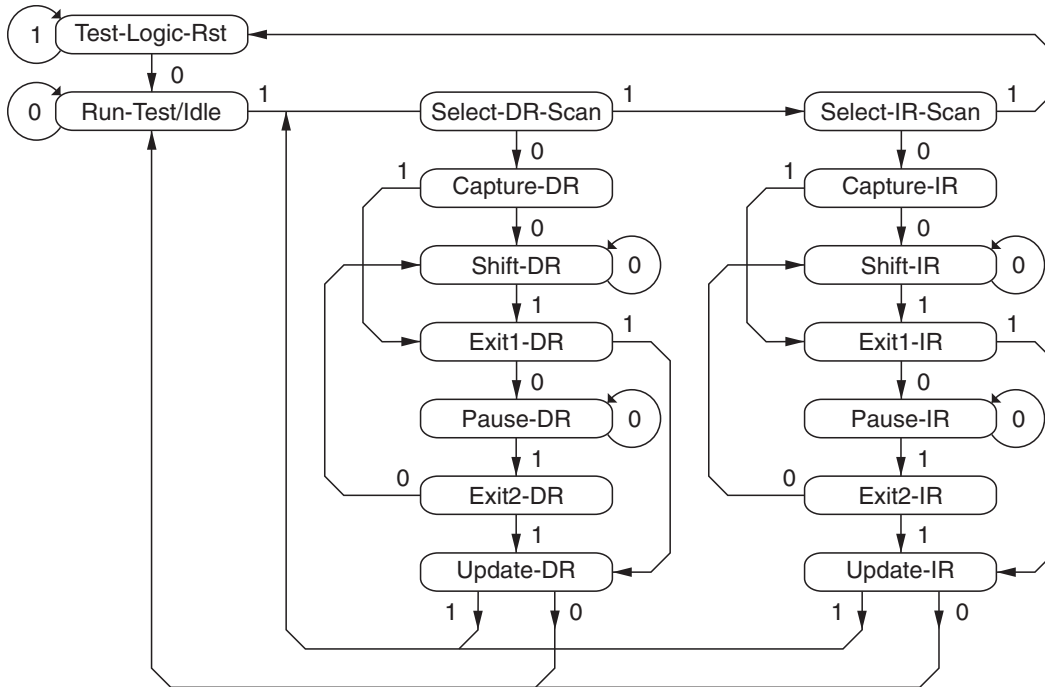 1 Test-Logic-Rst
0
0 Run-Test/Idle 1 Select-DR-Scan 1 Select-IR-Scan 1
0 0
1 Capture-DR 1 Capture-IR
0 0
Shift-DR 0 Shift-IR 0
1 1
Exit1-DR 1 Exit1-IR 1
0 0
Pause-DR 0 Pause-IR 0
1 1
0 Exit2-DR 0 Exit2-IR
1 1
Update-DR Update-IR
1 0 1 0